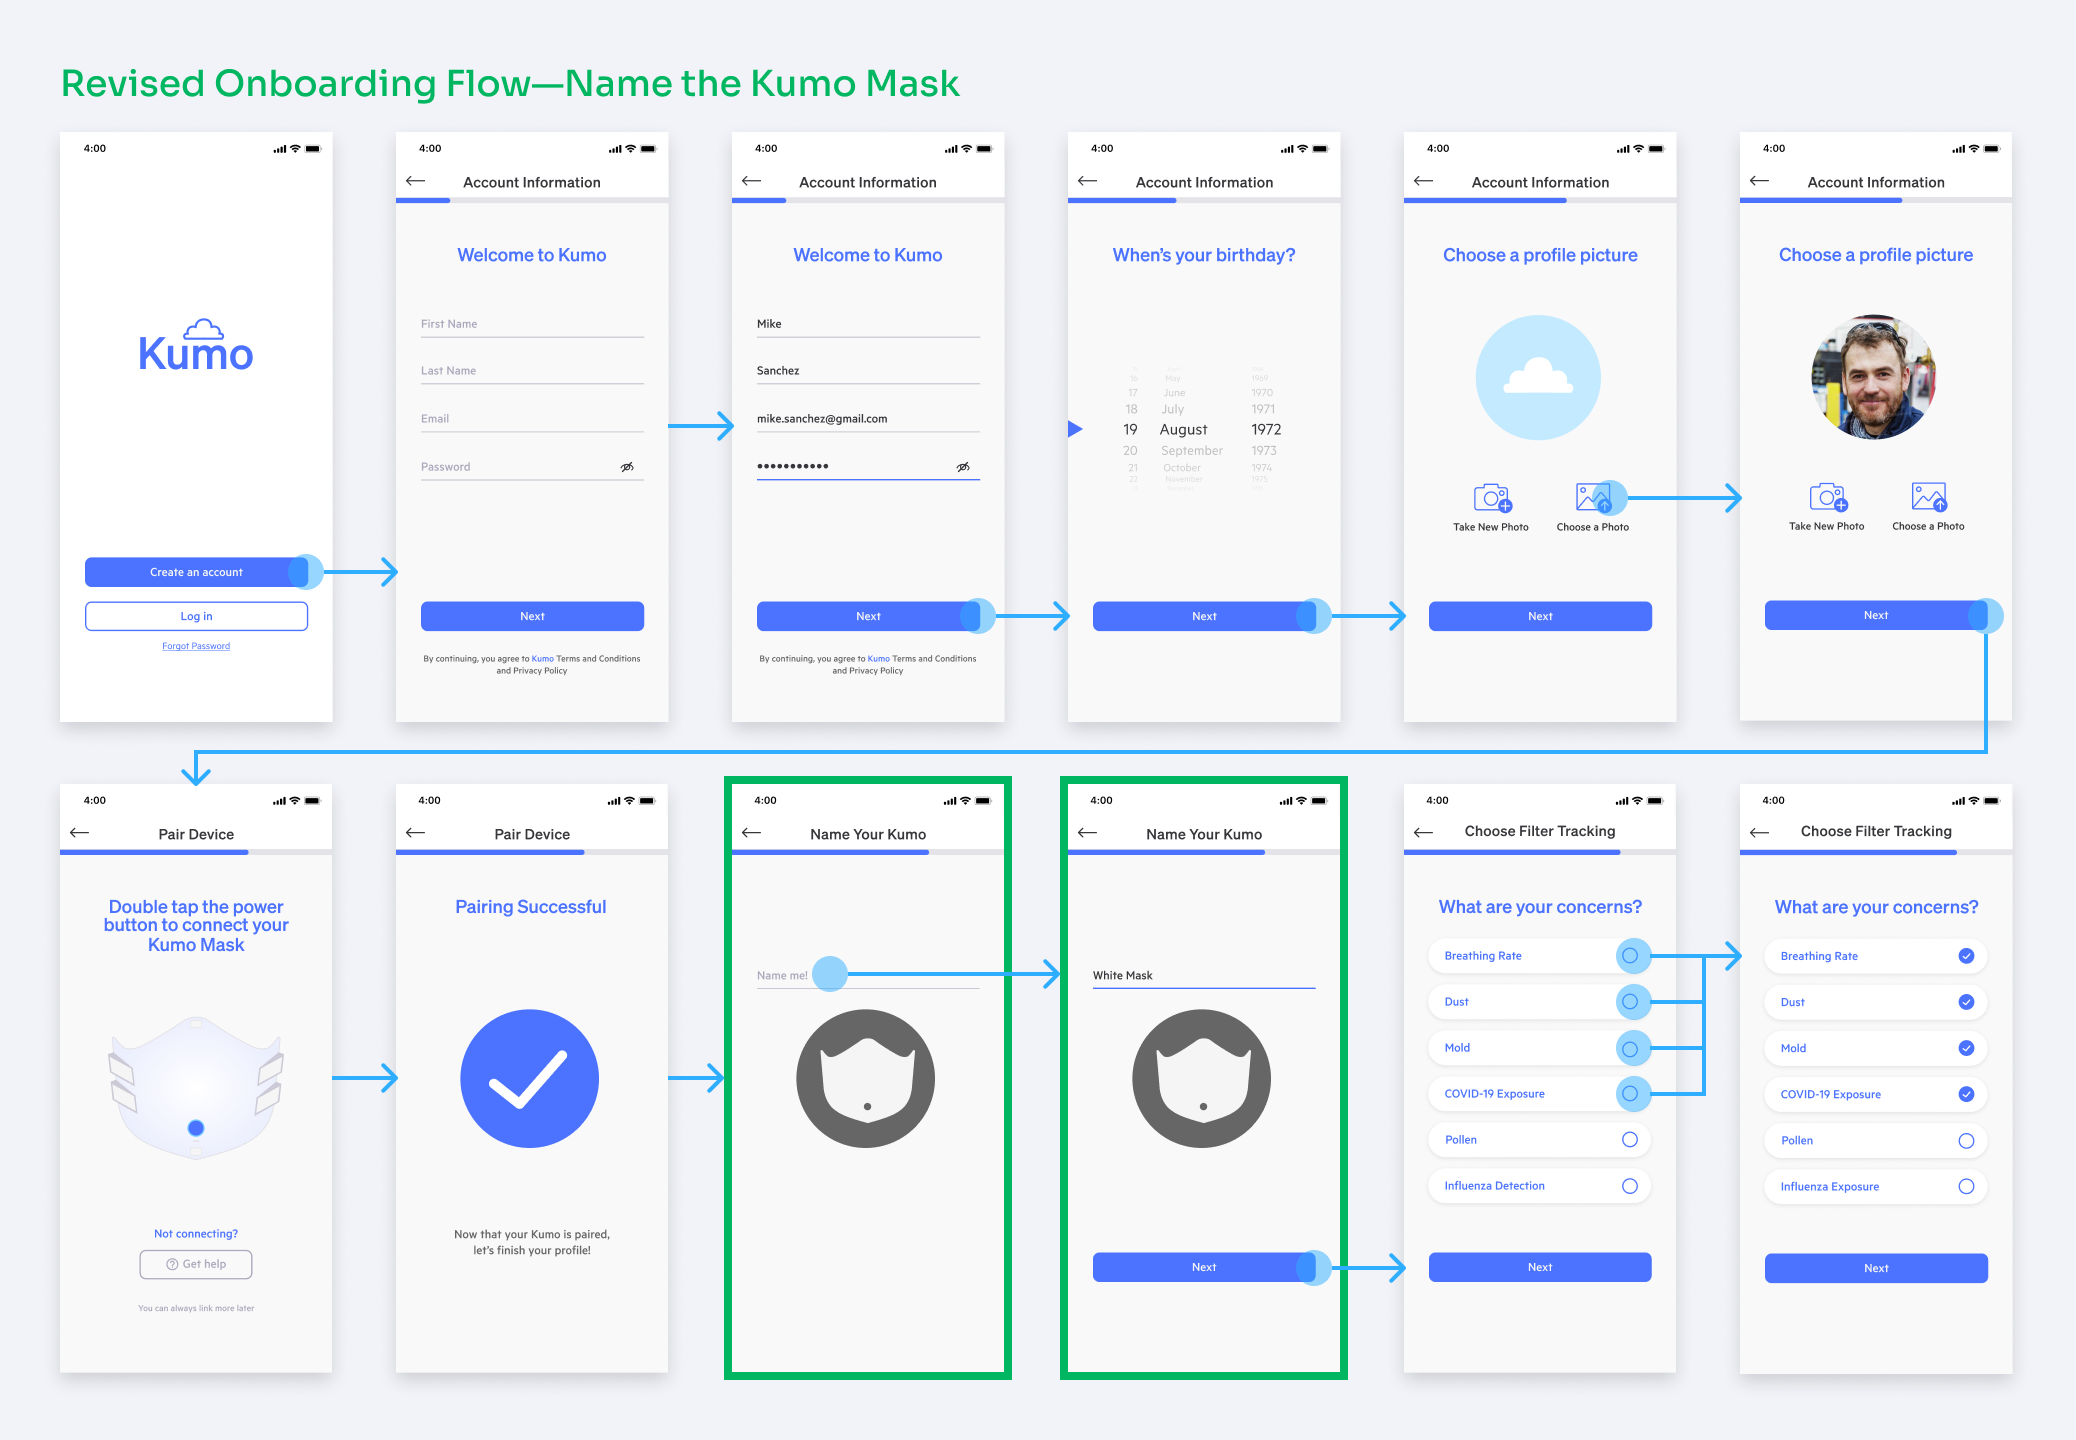 Revised Onboarding Flow—Name the Kumo Mask
4:00
Kumo
Create an account
Log in
Forgot Password
4:00
Account Information
Welcome to Kumo
First Name
Last Name
Email
Password
Next
By continuing, you agree to Kumo Terms and Conditions
and Privacy Policy
4:00
Account Information
Welcome to Kumo
Mike
Sanchez
mike.sanchez@gmail.com
•••••••••••
Next
By continuing, you agree to Kumo Terms and Conditions
and Privacy Policy
4:00
Account Information
When's your birthday?
16 May 1969
17 June 1970
18 July 1971
19 August 1972
20 September 1973
21 October 1974
22 November 1975
Next
4:00
Account Information
Choose a profile picture
Take New Photo
Choose a Photo
Next
4:00
Account Information
Choose a profile picture
Take New Photo
Choose a Photo
Next
4:00
Pair Device
Double tap the power
button to connect your
Kumo Mask
Not connecting?
Get help
You can always link more later
4:00
Pair Device
Pairing Successful
Now that your Kumo is paired,
let's finish your profile!
4:00
Name Your Kumo
Name me!
4:00
Name Your Kumo
White Mask
Next
4:00
Choose Filter Tracking
What are your concerns?
Breathing Rate
Dust
Mold
COVID-19 Exposure
Pollen
Influenza Detection
Next
4:00
Choose Filter Tracking
What are your concerns?
Breathing Rate
Dust
Mold
COVID-19 Exposure
Pollen
Influenza Exposure
Next